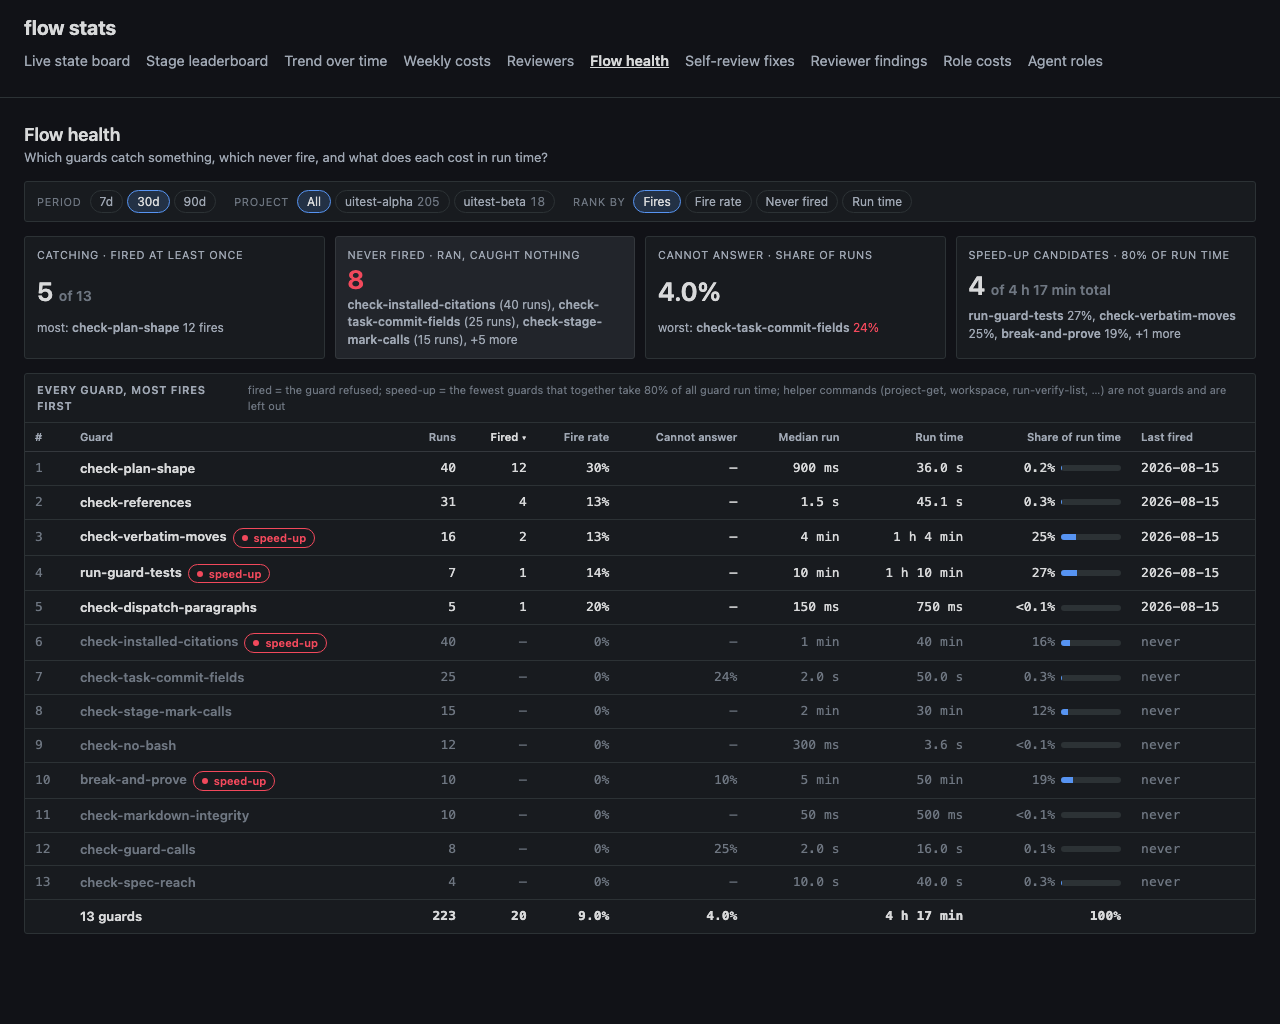 flow stats
Live state board Stage leaderboard Trend over time Weekly costs Reviewers Flow health Self-review fixes Reviewer findings Role costs Agent roles
Flow health
Which guards catch something, which never fire, and what does each cost in run time?
PERIOD 7d 30d 90d PROJECT All uitest-alpha 205 uitest-beta 18 RANK BY Fires Fire rate Never fired Run time
CATCHING · FIRED AT LEAST ONCE
5 of 13
most: check-plan-shape 12 fires
NEVER FIRED · RAN, CAUGHT NOTHING
8
check-installed-citations (40 runs), check-
task-commit-fields (25 runs), check-stage-
mark-calls (15 runs), +5 more
CANNOT ANSWER · SHARE OF RUNS
4.0%
worst: check-task-commit-fields 24%
SPEED-UP CANDIDATES · 80% OF RUN TIME
4 of 4 h 17 min total
run-guard-tests 27%, check-verbatim-moves
25%, break-and-prove 19%, +1 more
EVERY GUARD, MOST FIRES
FIRST
fired = the guard refused; speed-up = the fewest guards that together take 80% of all guard run time; helper commands (project-get, workspace, run-verify-list, …) are not guards and are
left out
# Guard Runs Fired ▾ Fire rate Cannot answer Median run Run time Share of run time Last fired
1 check-plan-shape 40 12 30% — 900 ms 36.0 s 0.2% 2026-08-15
2 check-references 31 4 13% — 1.5 s 45.1 s 0.3% 2026-08-15
3 check-verbatim-moves speed-up 16 2 13% — 4 min 1 h 4 min 25% 2026-08-15
4 run-guard-tests speed-up 7 1 14% — 10 min 1 h 10 min 27% 2026-08-15
5 check-dispatch-paragraphs 5 1 20% — 150 ms 750 ms <0.1% 2026-08-15
6 check-installed-citations speed-up 40 — 0% — 1 min 40 min 16% never
7 check-task-commit-fields 25 — 0% 24% 2.0 s 50.0 s 0.3% never
8 check-stage-mark-calls 15 — 0% — 2 min 30 min 12% never
9 check-no-bash 12 — 0% — 300 ms 3.6 s <0.1% never
10 break-and-prove speed-up 10 — 0% 10% 5 min 50 min 19% never
11 check-markdown-integrity 10 — 0% — 50 ms 500 ms <0.1% never
12 check-guard-calls 8 — 0% 25% 2.0 s 16.0 s 0.1% never
13 check-spec-reach 4 — 0% — 10.0 s 40.0 s 0.3% never
13 guards 223 20 9.0% 4.0% 4 h 17 min 100%